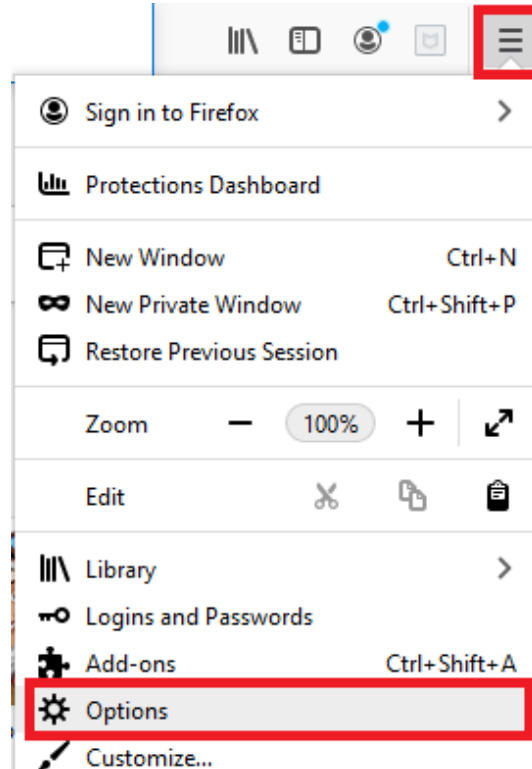 Sign in to Firefox
Protections Dashboard
New Window Ctrl+N
New Private Window Ctrl+Shift+P
Restore Previous Session
Zoom 100%
Edit
Library
Logins and Passwords
Add-ons Ctrl+Shift+A
Options
Customize...